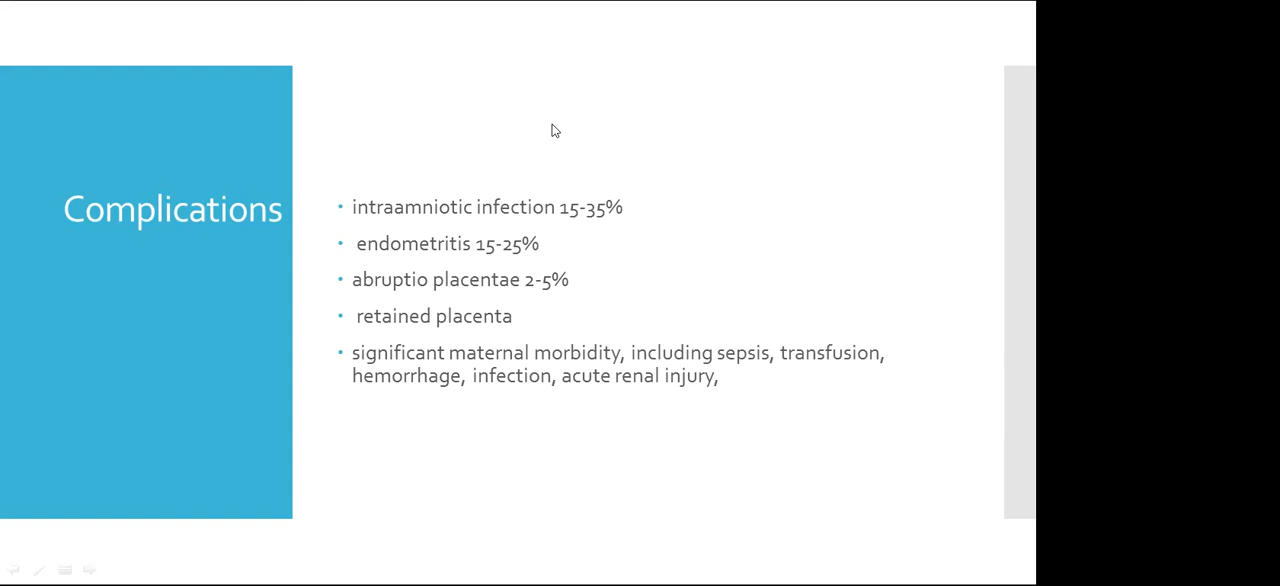 Complications
• intraamniotic infection 15-35%
• endometritis 15-25%
• abruptio placentae 2-5%
• retained placenta
• significant maternal morbidity, including sepsis, transfusion,
hemorrhage, infection, acute renal injury,